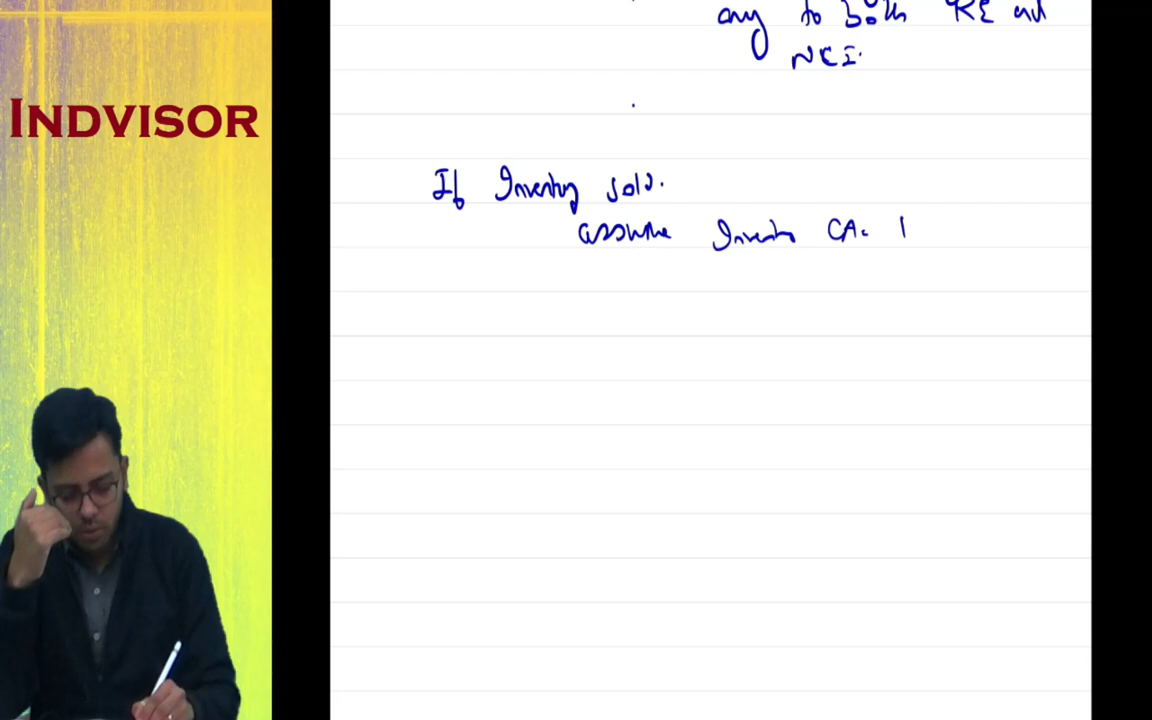 INDVISOR
any to both RE and
NCI.
If Inventory sold.
assume Inventory CA= 1